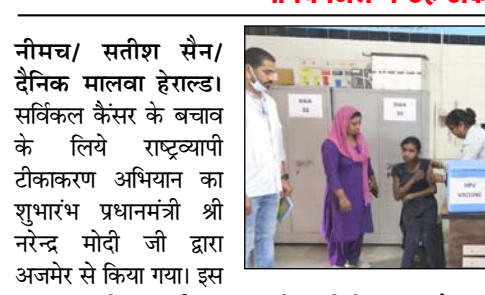 नीमच/ सतीश सैन/
दैनिक मालवा हेराल्ड।
सर्विकल कैंसर के बचाव
के लिये राष्ट्रव्यापी
टीकाकरण अभियान का
शुभारंभ प्रधानमंत्री श्री
नरेन्द्र मोदी जी द्वारा
अजमेर से किया गया। इस
HPV
VACCINE